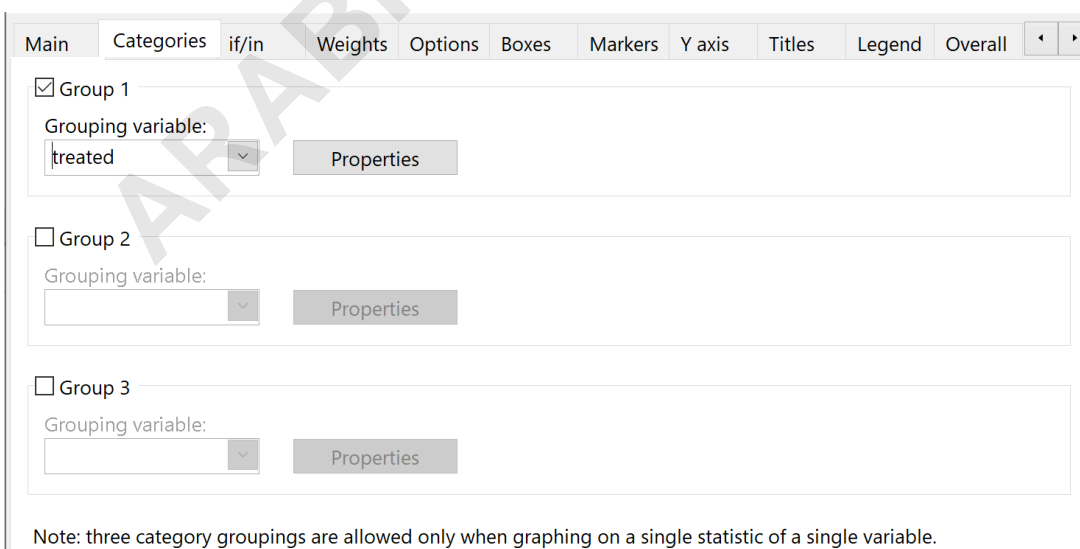 Main Categories if/in Weights Options Boxes Markers Y axis Titles Legend Overall
Group 1
Grouping variable:
treated Properties
Group 2
Grouping variable:
Properties
Group 3
Grouping variable:
Properties
Note: three category groupings are allowed only when graphing on a single statistic of a single variable.